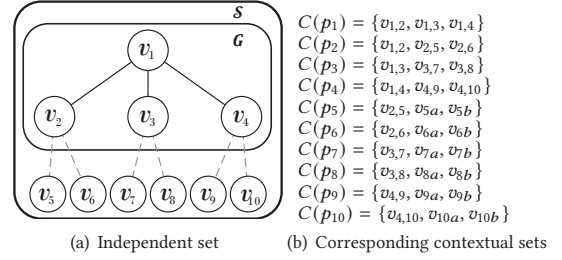 S
G
v1
v2 v3 v4
v5 v6 v7 v8 v9 v10
(a) Independent set
C(p1) = {v1,2, v1,3, v1,4}
C(p2) = {v1,2, v2,5, v2,6}
C(p3) = {v1,3, v3,7, v3,8}
C(p4) = {v1,4, v4,9, v4,10}
C(p5) = {v2,5, v5a, v5b}
C(p6) = {v2,6, v6a, v6b}
C(p7) = {v3,7, v7a, v7b}
C(p8) = {v3,8, v8a, v8b}
C(p9) = {v4,9, v9a, v9b}
C(p10) = {v4,10, v10a, v10b}
(b) Corresponding contextual sets